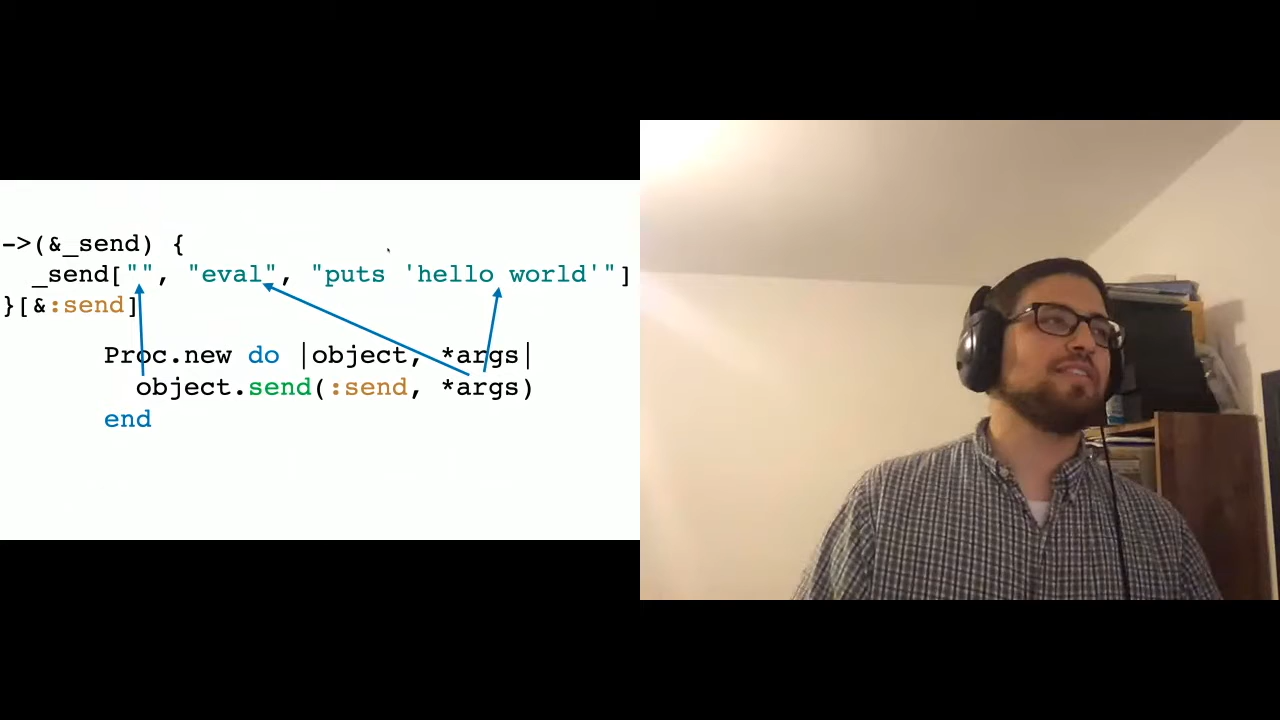 ->(&_send) {
_send["", "eval", "puts 'hello world'"]
}[&:send]
Proc.new do |object, *args|
object.send(:send, *args)
end